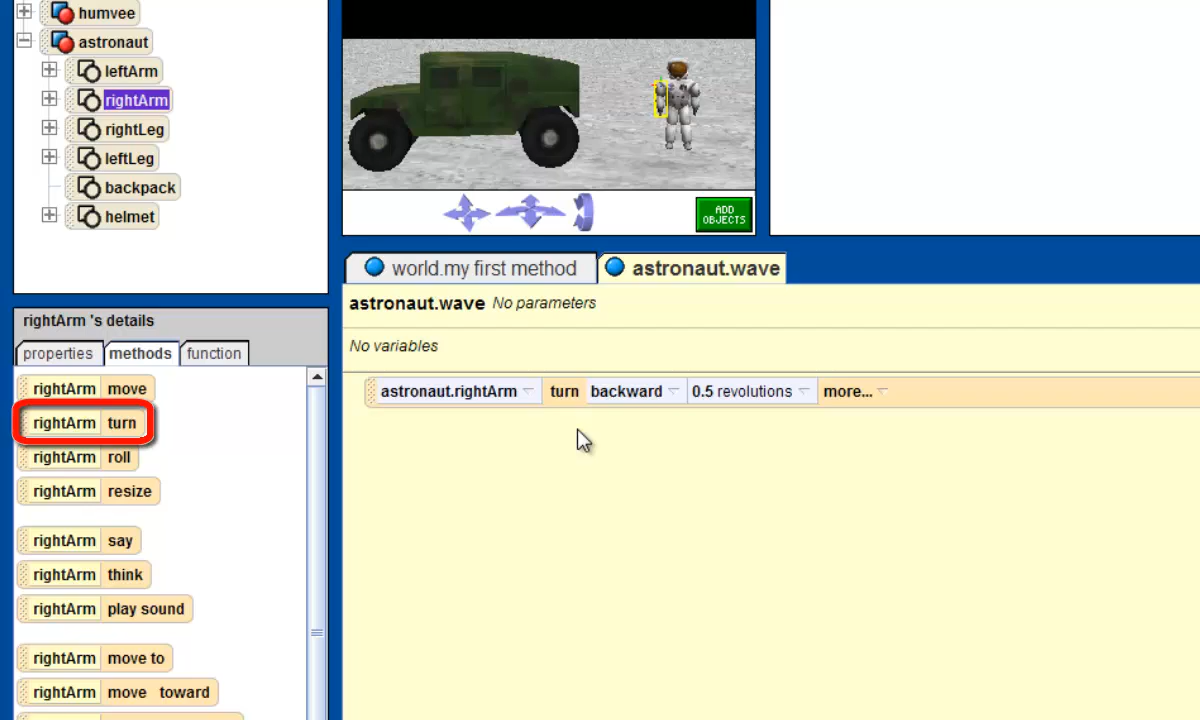 humvee
astronaut
leftArm
rightArm
rightLeg
leftLeg
backpack
helmet
ADD
OBJECTS
world.my first method
astronaut.wave
astronaut.wave No parameters
No variables
astronaut.rightArm turn backward 0.5 revolutions more...
rightArm 's details
properties methods function
rightArm move
rightArm turn
rightArm roll
rightArm resize
rightArm say
rightArm think
rightArm play sound
rightArm move to
rightArm move toward